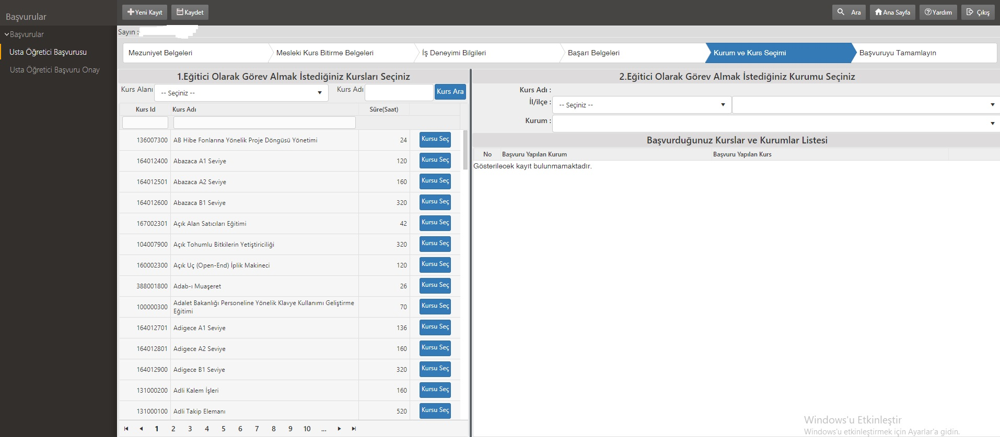 Başvurular
Yeni Kayıt Kaydet Ara Ana Sayfa Yardım Çıkış
Başvurular
Usta Öğretici Başvurusu
Usta Öğretici Başvuru Onay
Sayın :
Mezuniyet Belgeleri Mesleki Kurs Bitirme Belgeleri İş Deneyimi Bilgileri Başarı Belgeleri Kurum ve Kurs Seçimi Başvuruyu Tamamlayın
1.Eğitici Olarak Görev Almak İstediğiniz Kursları Seçiniz
Kurs Alanı -- Seçiniz -- Kurs Adı Kurs Ara
Kurs Id Kurs Adı Süre(Saat)
136007300 AB Hibe Fonlarına Yönelik Proje Döngüsü Yönetimi 24 Kursu Seç
164012400 Abazaca A1 Seviye 120 Kursu Seç
164012501 Abazaca A2 Seviye 160 Kursu Seç
164012600 Abazaca B1 Seviye 320 Kursu Seç
167002301 Açık Alan Satıcıları Eğitimi 42 Kursu Seç
104007900 Açık Tohumlu Bitkilerin Yetiştiriciliği 320 Kursu Seç
160002300 Açık Uç (Open-End) İplik Makineci 120 Kursu Seç
388001800 Adab-ı Muaşeret 26 Kursu Seç
100000300 Adalet Bakanlığı Personeline Yönelik Klavye Kullanımı Geliştirme
Eğitimi 70 Kursu Seç
164012701 Adigece A1 Seviye 136 Kursu Seç
164012801 Adigece A2 Seviye 160 Kursu Seç
164012900 Adigece B1 Seviye 320 Kursu Seç
131000200 Adli Kalem İşleri 160 Kursu Seç
131000100 Adli Takip Elemanı 520 Kursu Seç
1 2 3 4 5 6 7 8 9 10 ...
2.Eğitici Olarak Görev Almak İstediğiniz Kurumu Seçiniz
Kurs Adı :
İl/ilçe : -- Seçiniz --
Kurum :
Başvurduğunuz Kurslar ve Kurumlar Listesi
No Başvuru Yapılan Kurum Başvuru Yapılan Kurs
Gösterilecek kayıt bulunmamaktadır.
Windows'u Etkinleştir
Windows'u etkinleştirmek için Ayarlar'a gidin.